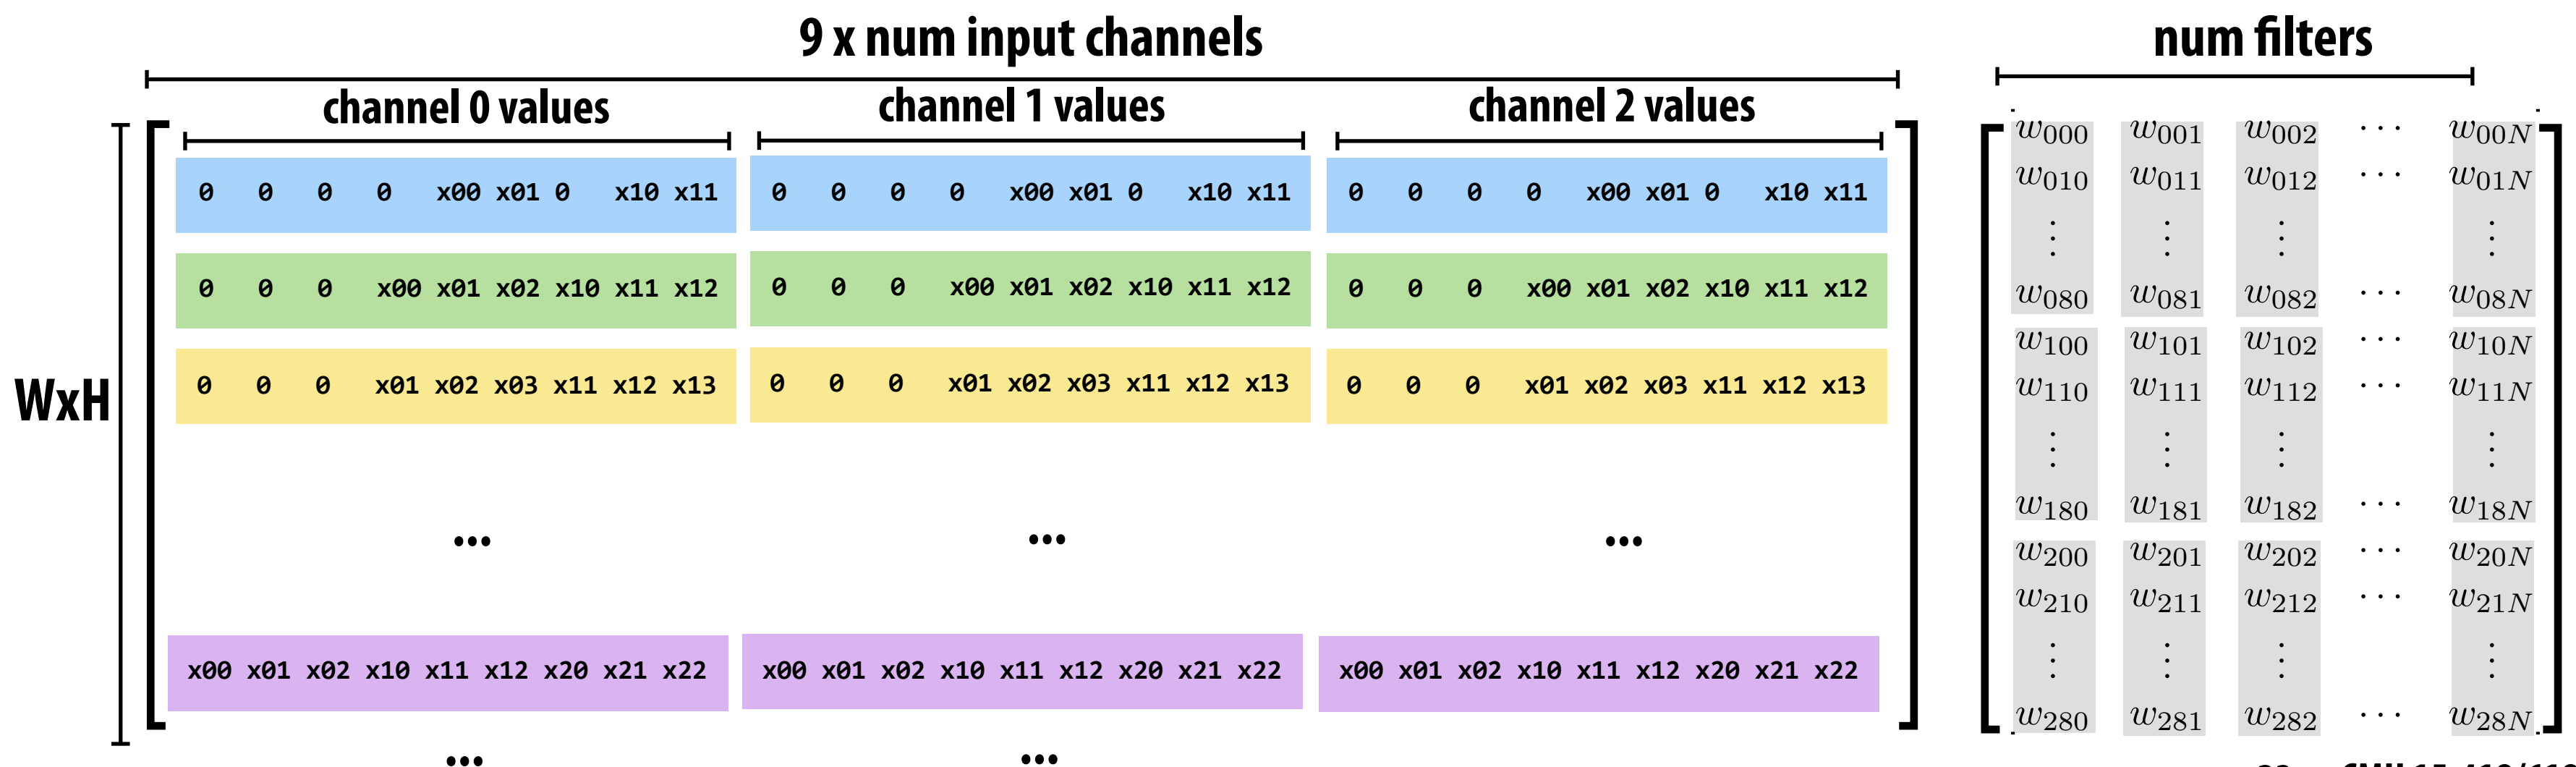 9 x num input channels
num filters
channel 0 values channel 1 values channel 2 values
WxH
0 0 0 0 x00 x01 0 x10 x11 0 0 0 0 x00 x01 0 x10 x11 0 0 0 0 x00 x01 0 x10 x11
0 0 0 x00 x01 x02 x10 x11 x12 0 0 0 x00 x01 x02 x10 x11 x12 0 0 0 x00 x01 x02 x10 x11 x12
0 0 0 x01 x02 x03 x11 x12 x13 0 0 0 x01 x02 x03 x11 x12 x13 0 0 0 x01 x02 x03 x11 x12 x13
... ... ...
x00 x01 x02 x10 x11 x12 x20 x21 x22 x00 x01 x02 x10 x11 x12 x20 x21 x22 x00 x01 x02 x10 x11 x12 x20 x21 x22
... ...
w000 w001 w002 ⋯ w00N
w010 w011 w012 ⋯ w01N
⋮ ⋮ ⋮ ⋮
w080 w081 w082 ⋯ w08N
w100 w101 w102 ⋯ w10N
w110 w111 w112 ⋯ w11N
⋮ ⋮ ⋮ ⋮
w180 w181 w182 ⋯ w18N
w200 w201 w202 ⋯ w20N
w210 w211 w212 ⋯ w21N
⋮ ⋮ ⋮ ⋮
w280 w281 w282 ⋯ w28N